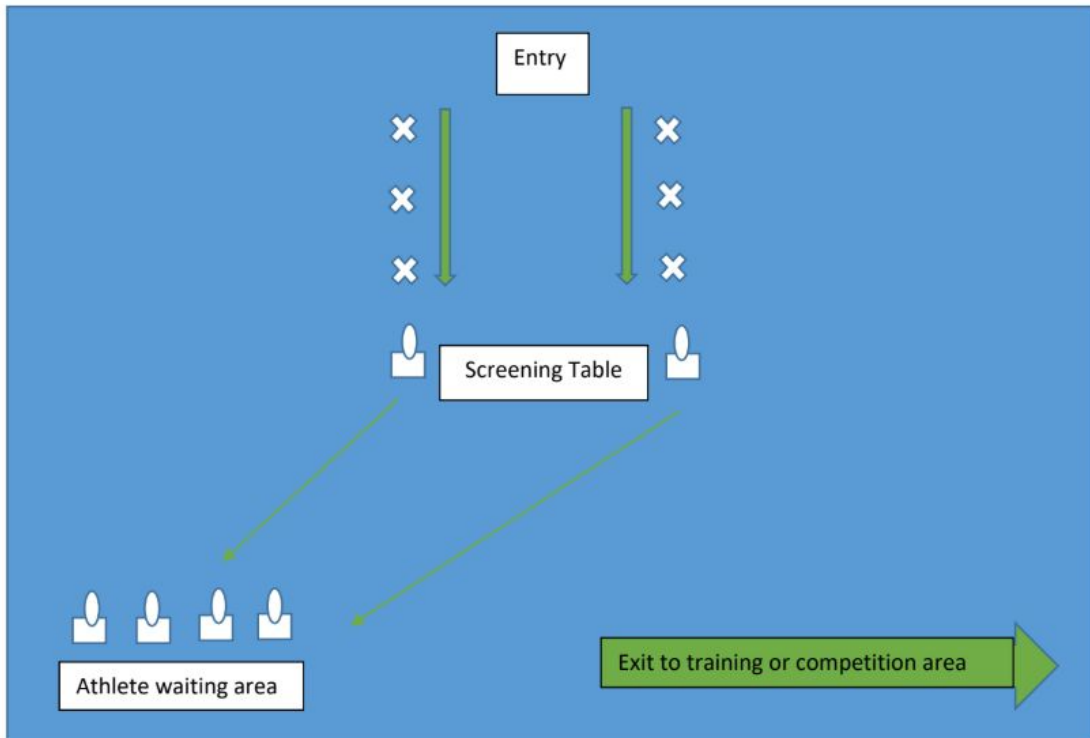 Entry
Screening Table
Athlete waiting area
Exit to training or competition area